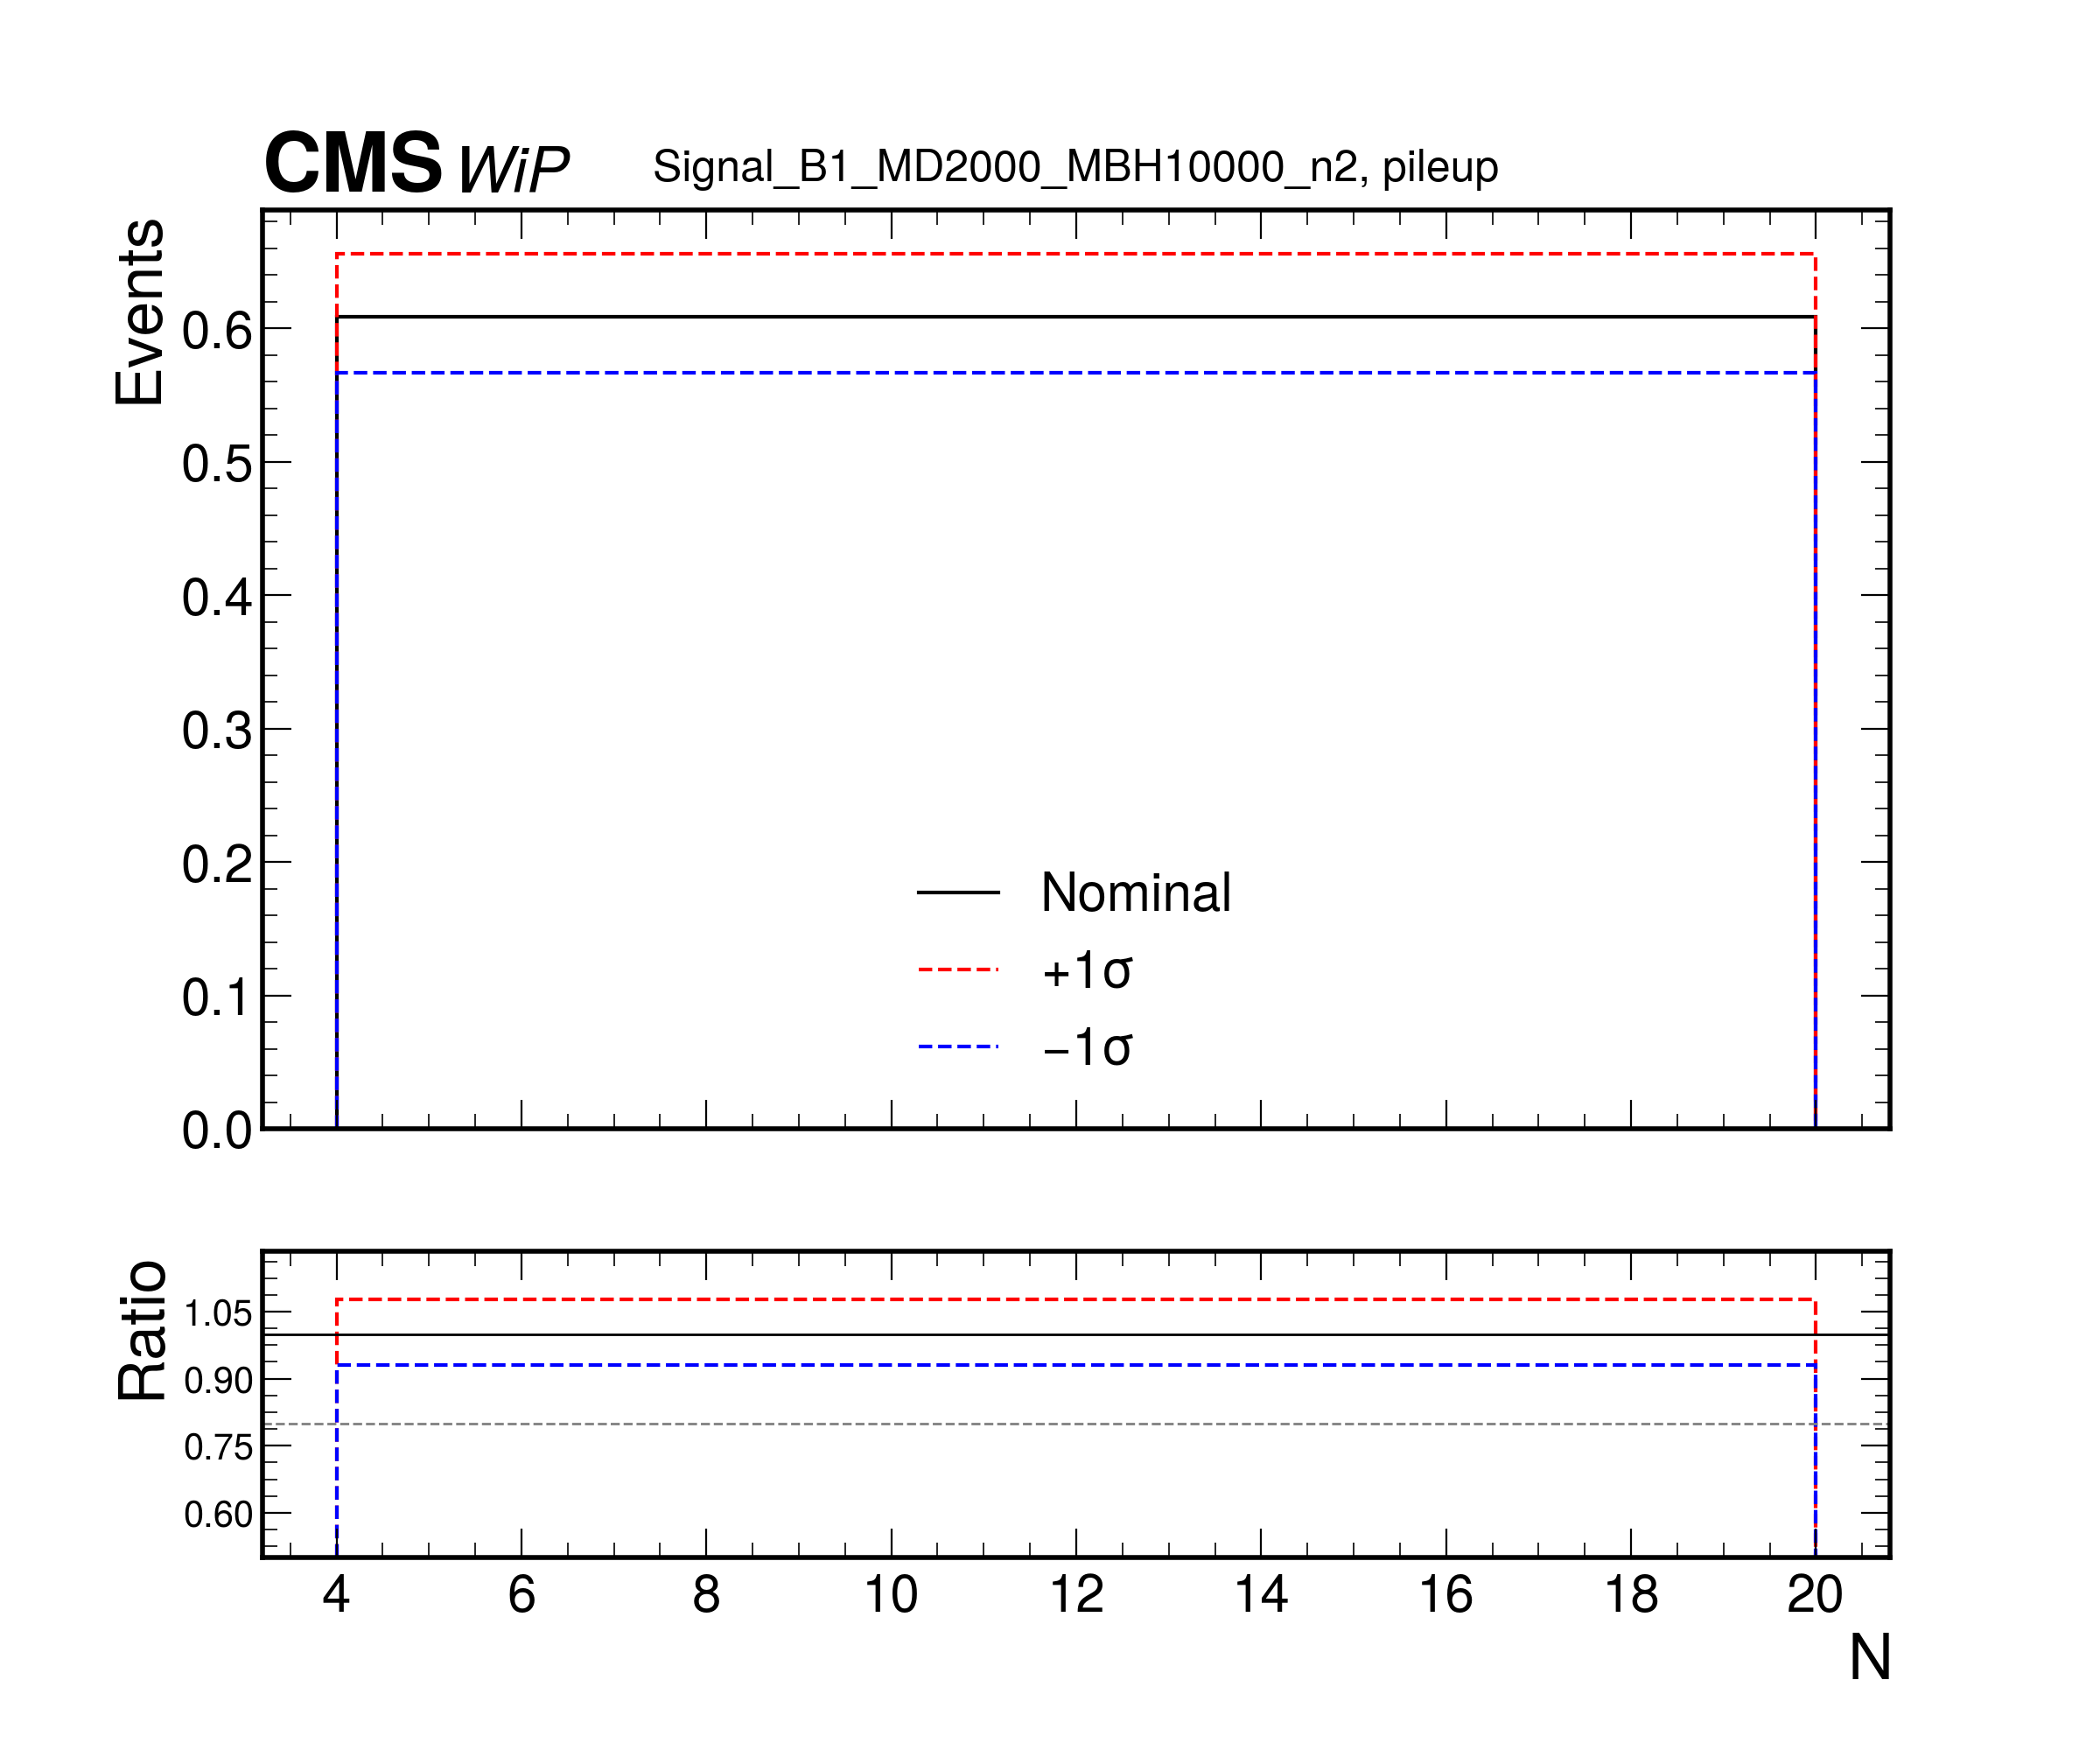 CMS WiP Signal_B1_MD2000_MBH10000_n2, pileup
Events
0.6
0.5
0.4
0.3
0.2
0.1
0.0
Nominal
+1σ
−1σ
Ratio
1.05
0.90
0.75
0.60
4 6 8 10 12 14 16 18 20
N